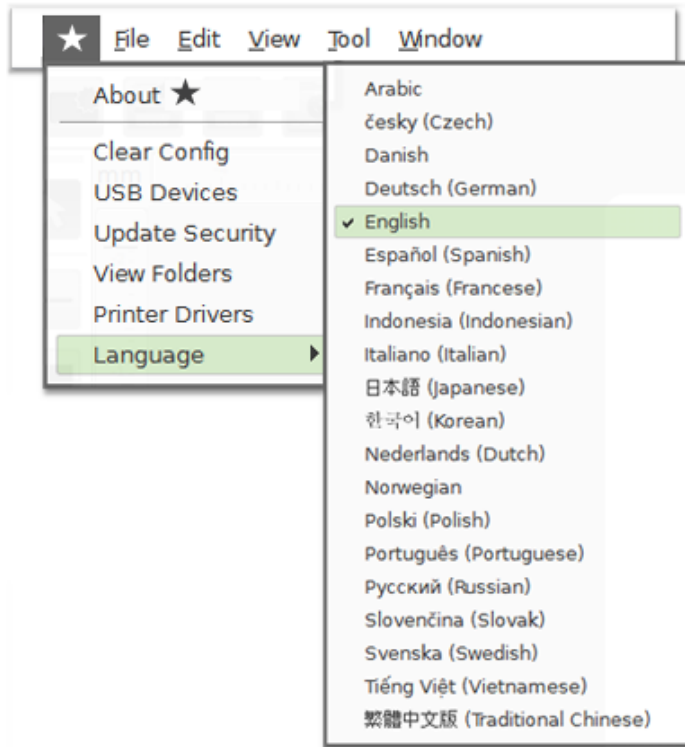 File Edit View Tool Window
About
Clear Config
USB Devices
Update Security
View Folders
Printer Drivers
Language
Arabic
česky (Czech)
Danish
Deutsch (German)
English
Español (Spanish)
Français (Francese)
Indonesia (Indonesian)
Italiano (Italian)
日本語 (Japanese)
한국어 (Korean)
Nederlands (Dutch)
Norwegian
Polski (Polish)
Português (Portuguese)
Русский (Russian)
Slovenčina (Slovak)
Svenska (Swedish)
Tiếng Việt (Vietnamese)
繁體中文版 (Traditional Chinese)